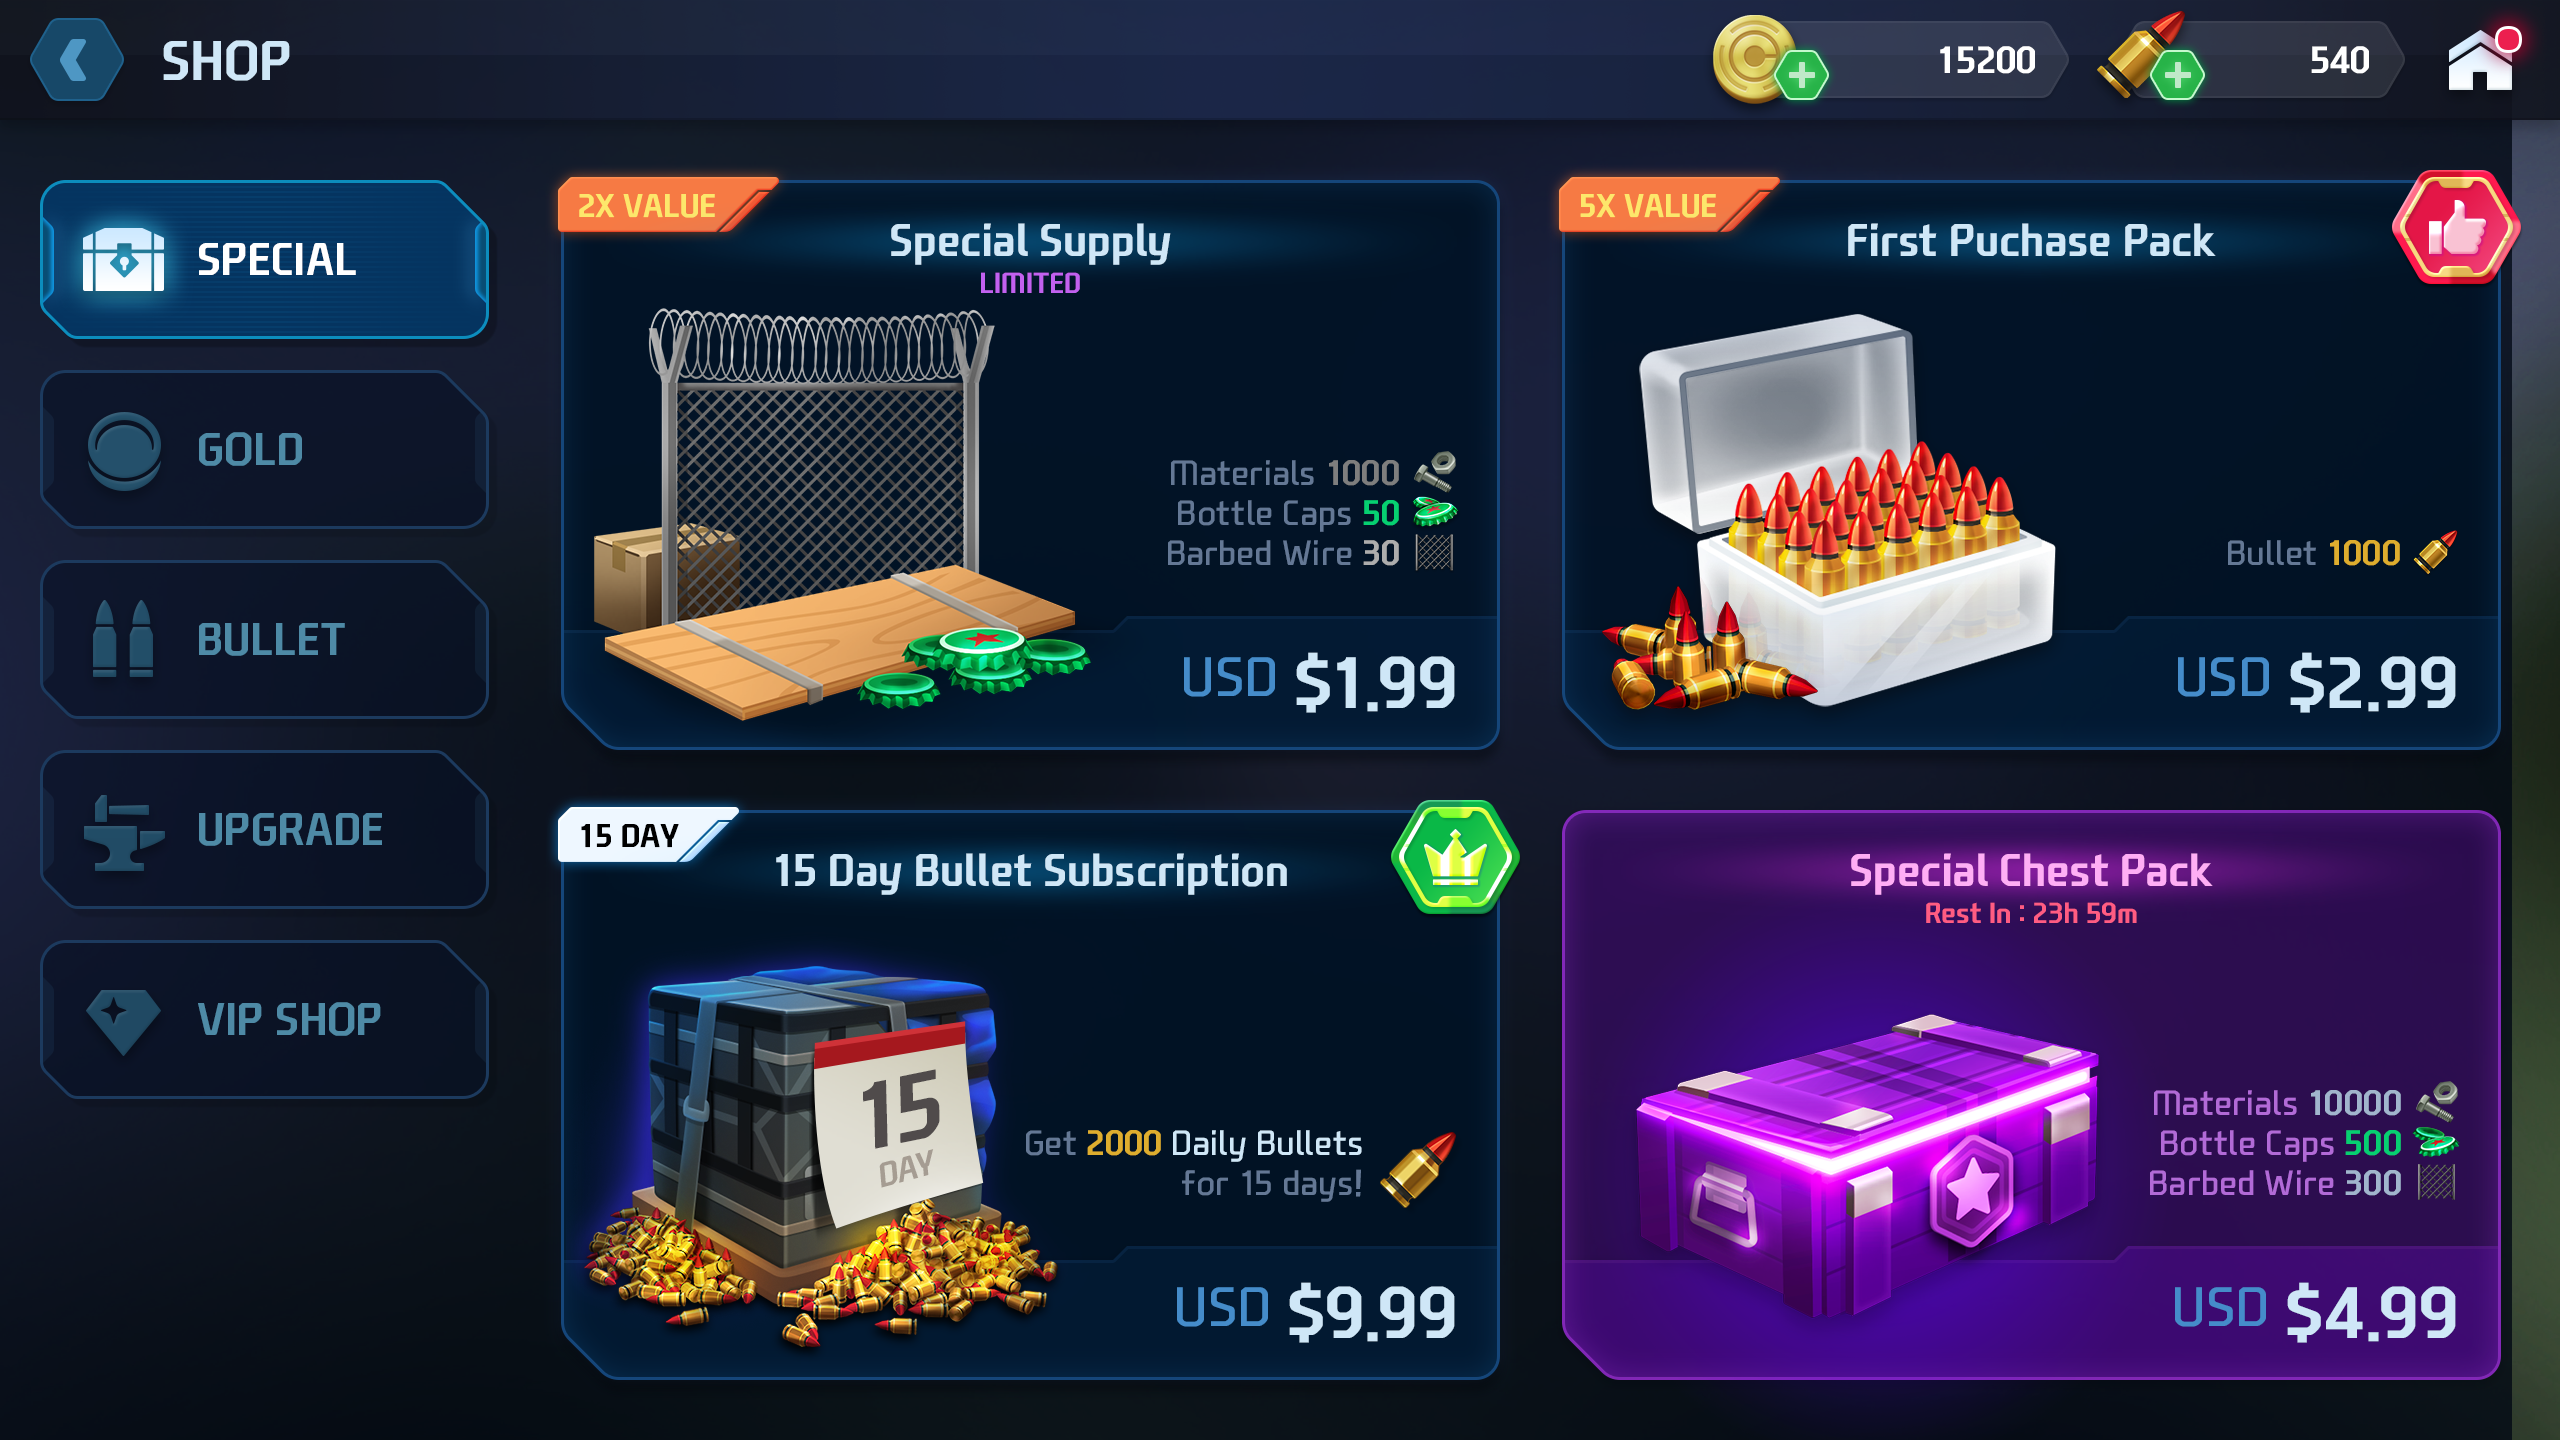 SHOP
15200
540
SPECIAL
GOLD
BULLET
UPGRADE
VIP SHOP
2X VALUE
Special Supply
LIMITED
Materials 1000
Bottle Caps 50
Barbed Wire 30
USD $1.99
5X VALUE
First Puchase Pack
Bullet 1000
USD $2.99
15 DAY
15 Day Bullet Subscription
15
DAY
Get 2000 Daily Bullets
for 15 days!
USD $9.99
Special Chest Pack
Rest In : 23h 59m
Materials 10000
Bottle Caps 500
Barbed Wire 300
USD $4.99